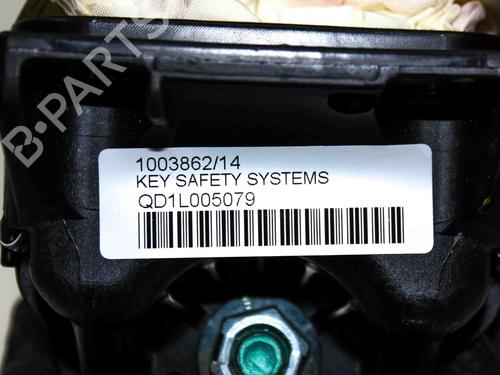 B-PARTS
1003862/14
KEY SAFETY SYSTEMS
QD1L005079